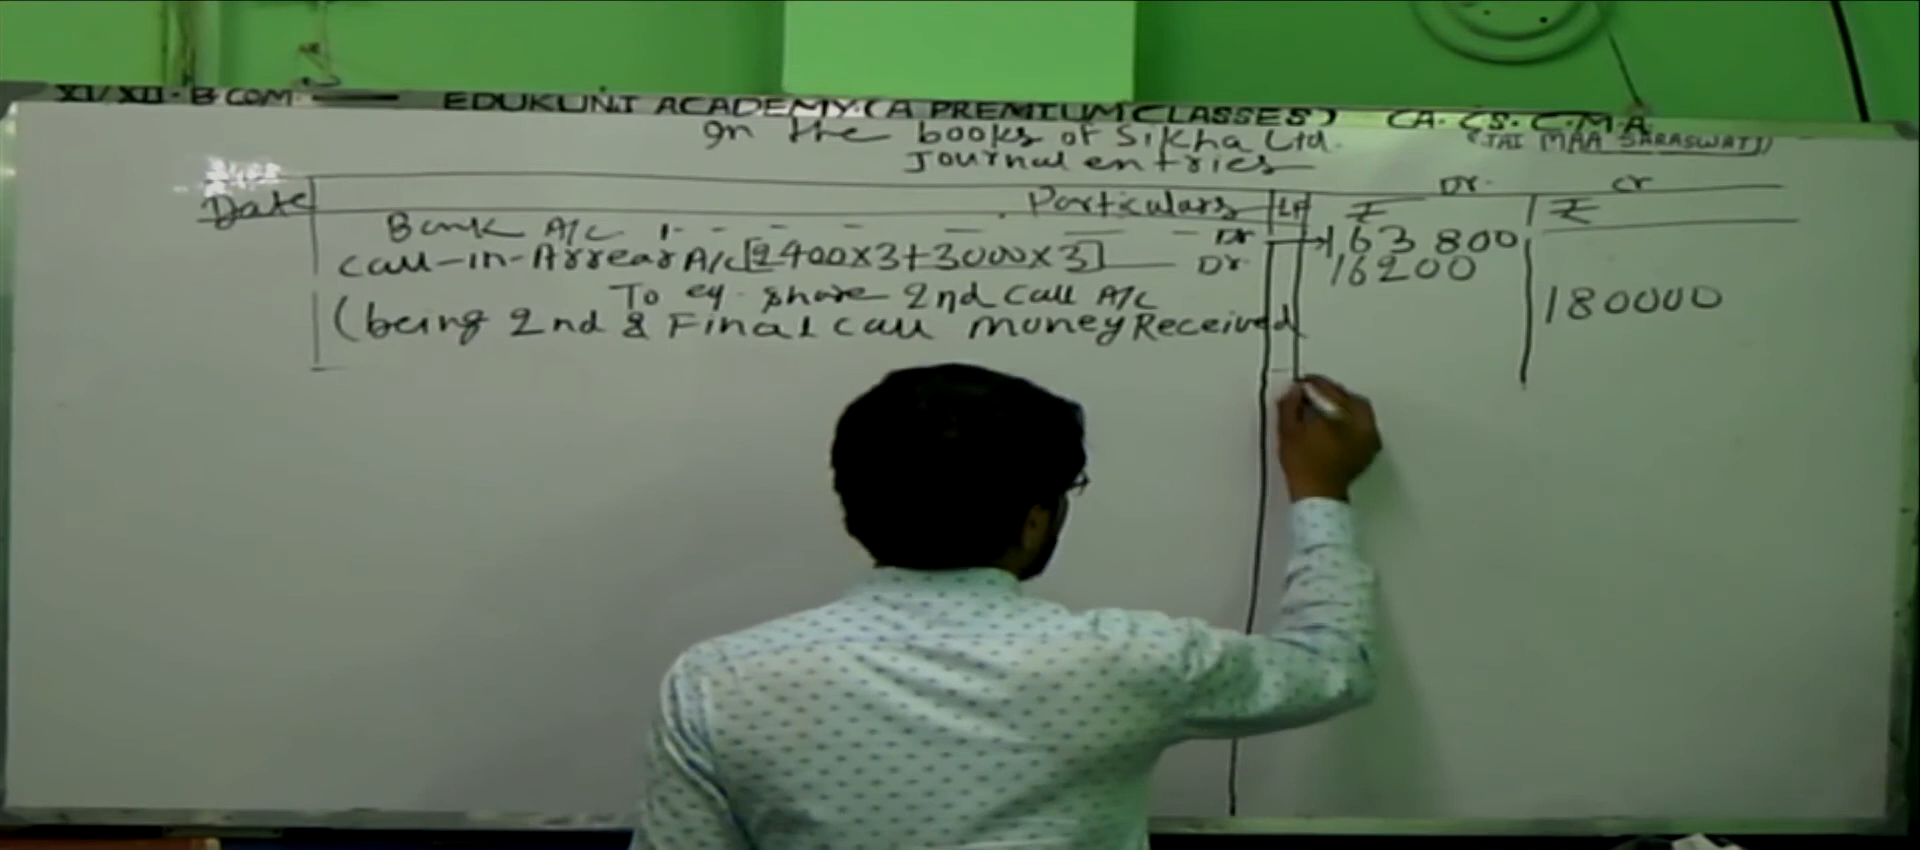 XI/XII - B COM. — EDUKUNJ ACADEMY (A PREMIUM CLASSES) CA. CS. C.M.A
In the books of Sikha Ltd. (JAI MAA SARASWATI)
Journal entries
Dr. Cr
Date Particulars LF ₹ ₹
Bank A/C Dr 163 800
Call-in-Arrear A/C [2400x3+3000x3] Dr 16200
To eq. share 2nd Call A/C 180000
(being 2nd & Final Call money Received